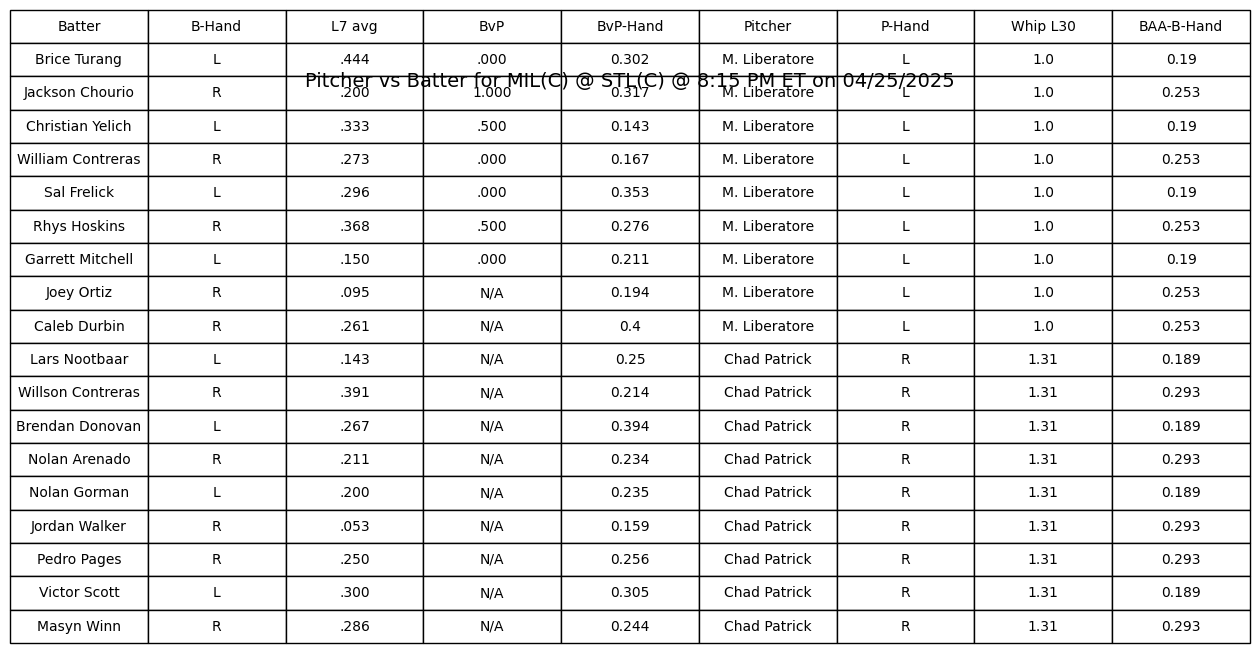 Batter B-Hand L7 avg BvP BvP-Hand Pitcher P-Hand Whip L30 BAA-B-Hand
Brice Turang L .444 .000 0.302 M. Liberatore L 1.0 0.19
Pitcher vs Batter for MIL(C) @ STL(C) @ 8:15 PM ET on 04/25/2025
Jackson Chourio R .200 1.000 0.317 M. Liberatore L 1.0 0.253
Christian Yelich L .333 .500 0.143 M. Liberatore L 1.0 0.19
William Contreras R .273 .000 0.167 M. Liberatore L 1.0 0.253
Sal Frelick L .296 .000 0.353 M. Liberatore L 1.0 0.19
Rhys Hoskins R .368 .500 0.276 M. Liberatore L 1.0 0.253
Garrett Mitchell L .150 .000 0.211 M. Liberatore L 1.0 0.19
Joey Ortiz R .095 N/A 0.194 M. Liberatore L 1.0 0.253
Caleb Durbin R .261 N/A 0.4 M. Liberatore L 1.0 0.253
Lars Nootbaar L .143 N/A 0.25 Chad Patrick R 1.31 0.189
Willson Contreras R .391 N/A 0.214 Chad Patrick R 1.31 0.293
Brendan Donovan L .267 N/A 0.394 Chad Patrick R 1.31 0.189
Nolan Arenado R .211 N/A 0.234 Chad Patrick R 1.31 0.293
Nolan Gorman L .200 N/A 0.235 Chad Patrick R 1.31 0.189
Jordan Walker R .053 N/A 0.159 Chad Patrick R 1.31 0.293
Pedro Pages R .250 N/A 0.256 Chad Patrick R 1.31 0.293
Victor Scott L .300 N/A 0.305 Chad Patrick R 1.31 0.189
Masyn Winn R .286 N/A 0.244 Chad Patrick R 1.31 0.293